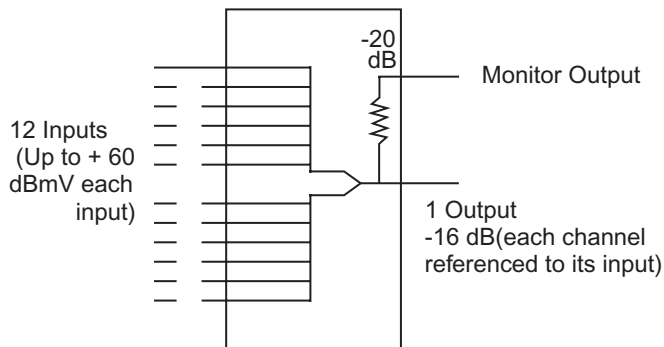 -20
dB
Monitor Output
12 Inputs
(Up to + 60
dBmV each
input)
1 Output
-16 dB(each channel
referenced to its input)